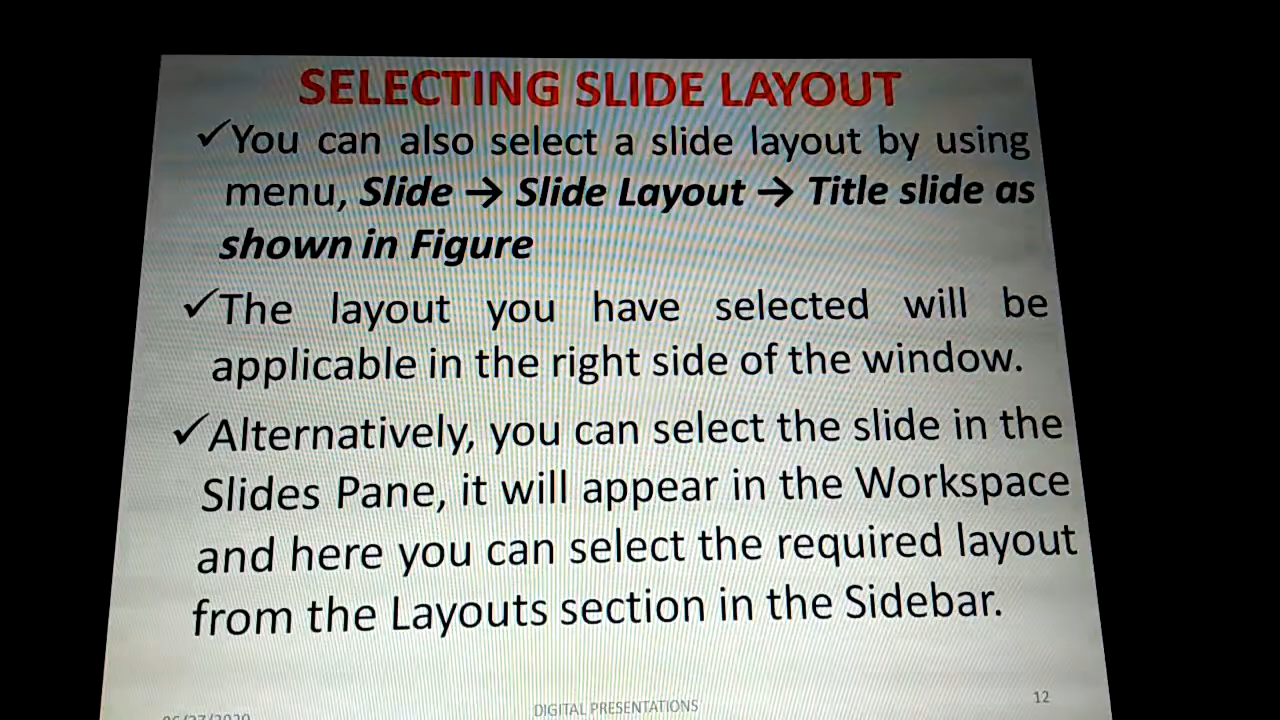 SELECTING SLIDE LAYOUT
✓You can also select a slide layout by using
menu, Slide → Slide Layout → Title slide as
shown in Figure
✓The layout you have selected will be
applicable in the right side of the window.
✓Alternatively, you can select the slide in the
Slides Pane, it will appear in the Workspace
and here you can select the required layout
from the Layouts section in the Sidebar.
DIGITAL PRESENTATIONS
12